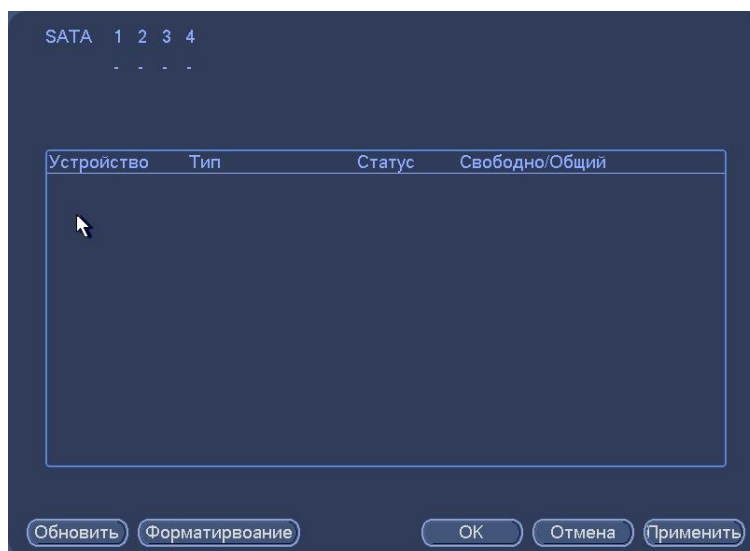 SATA 1 2 3 4
- - - -
Устройство Тип Статус Свободно/Общий
Обновить Форматирвоание OK Отмена Применить